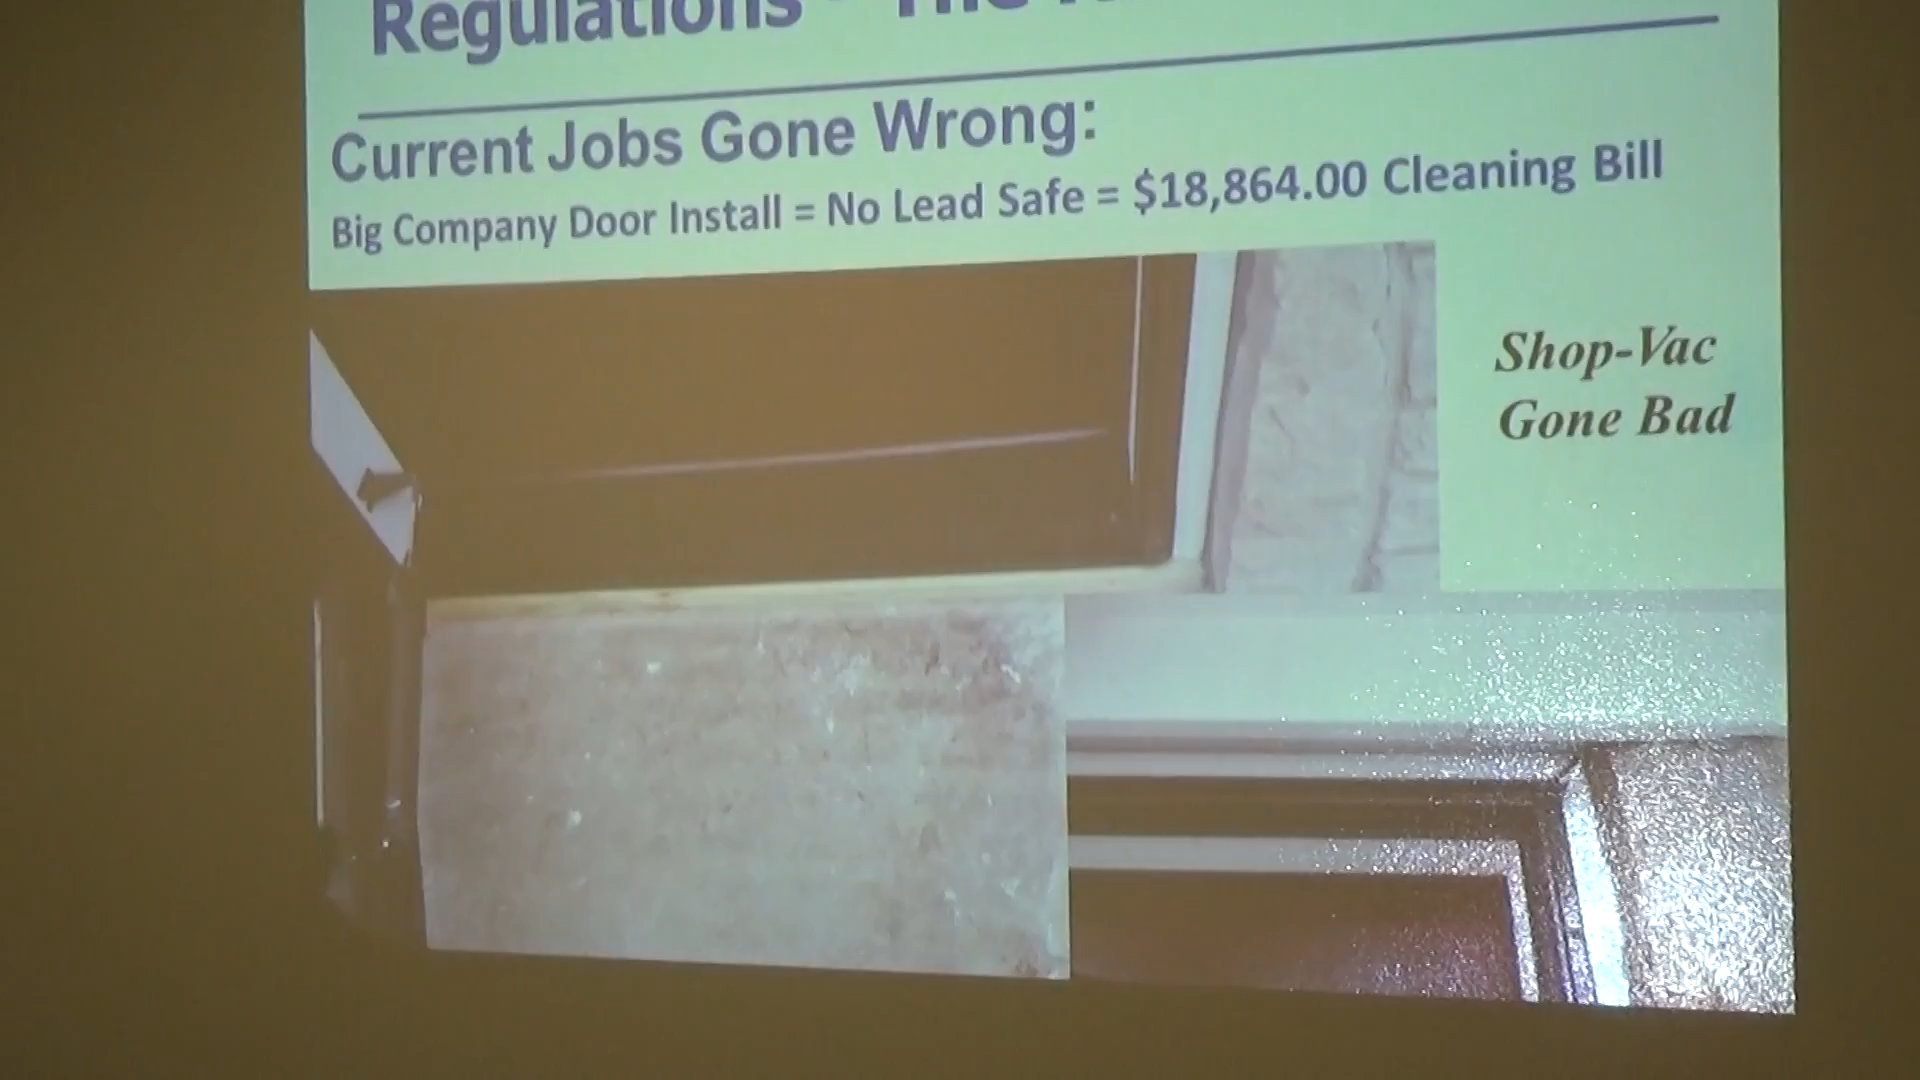 Regulations - The
Current Jobs Gone Wrong:
Big Company Door Install = No Lead Safe = $18,864.00 Cleaning Bill
Shop-Vac
Gone Bad